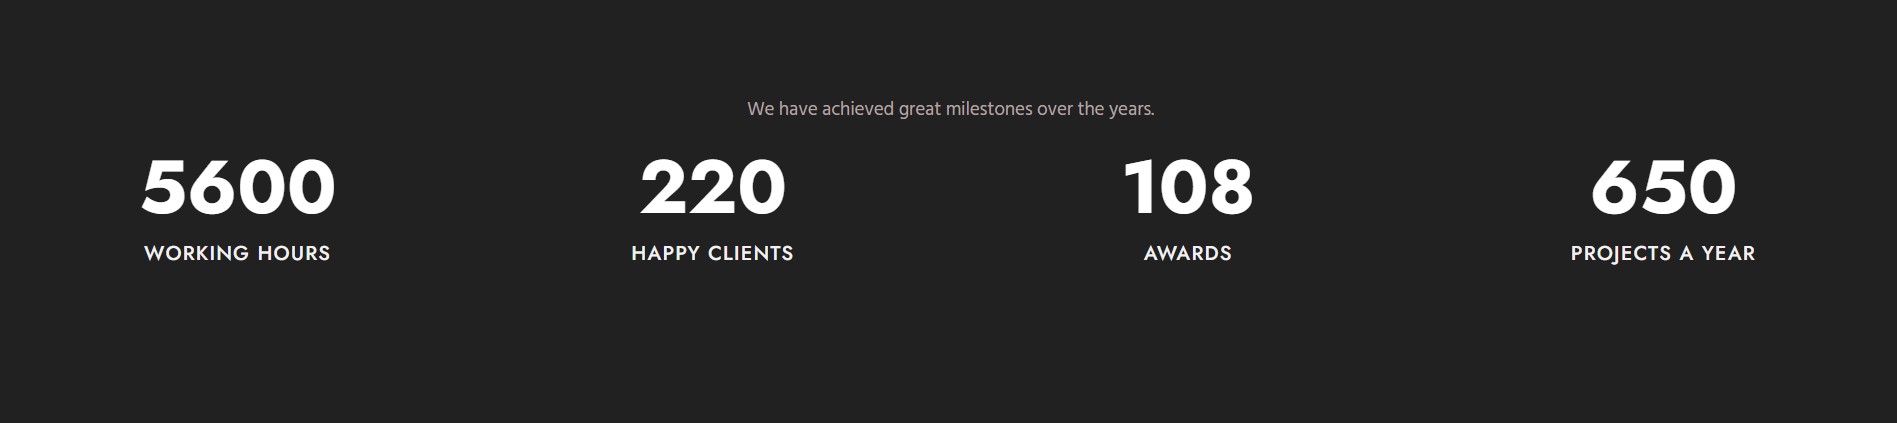 We have achieved great milestones over the years.
5600 220 108 650
WORKING HOURS HAPPY CLIENTS AWARDS PROJECTS A YEAR